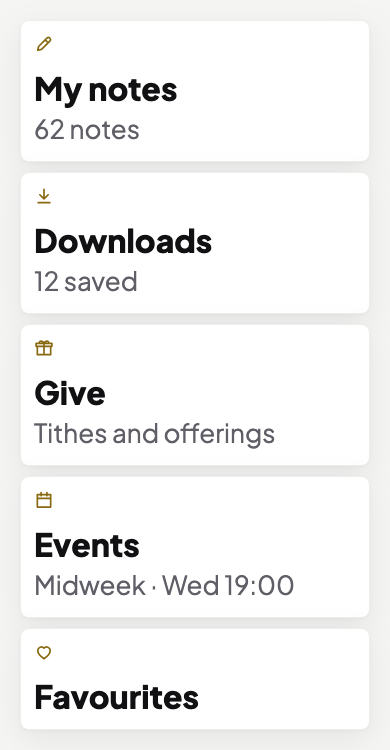 My notes
62 notes
Downloads
12 saved
Give
Tithes and offerings
Events
Midweek · Wed 19:00
Favourites